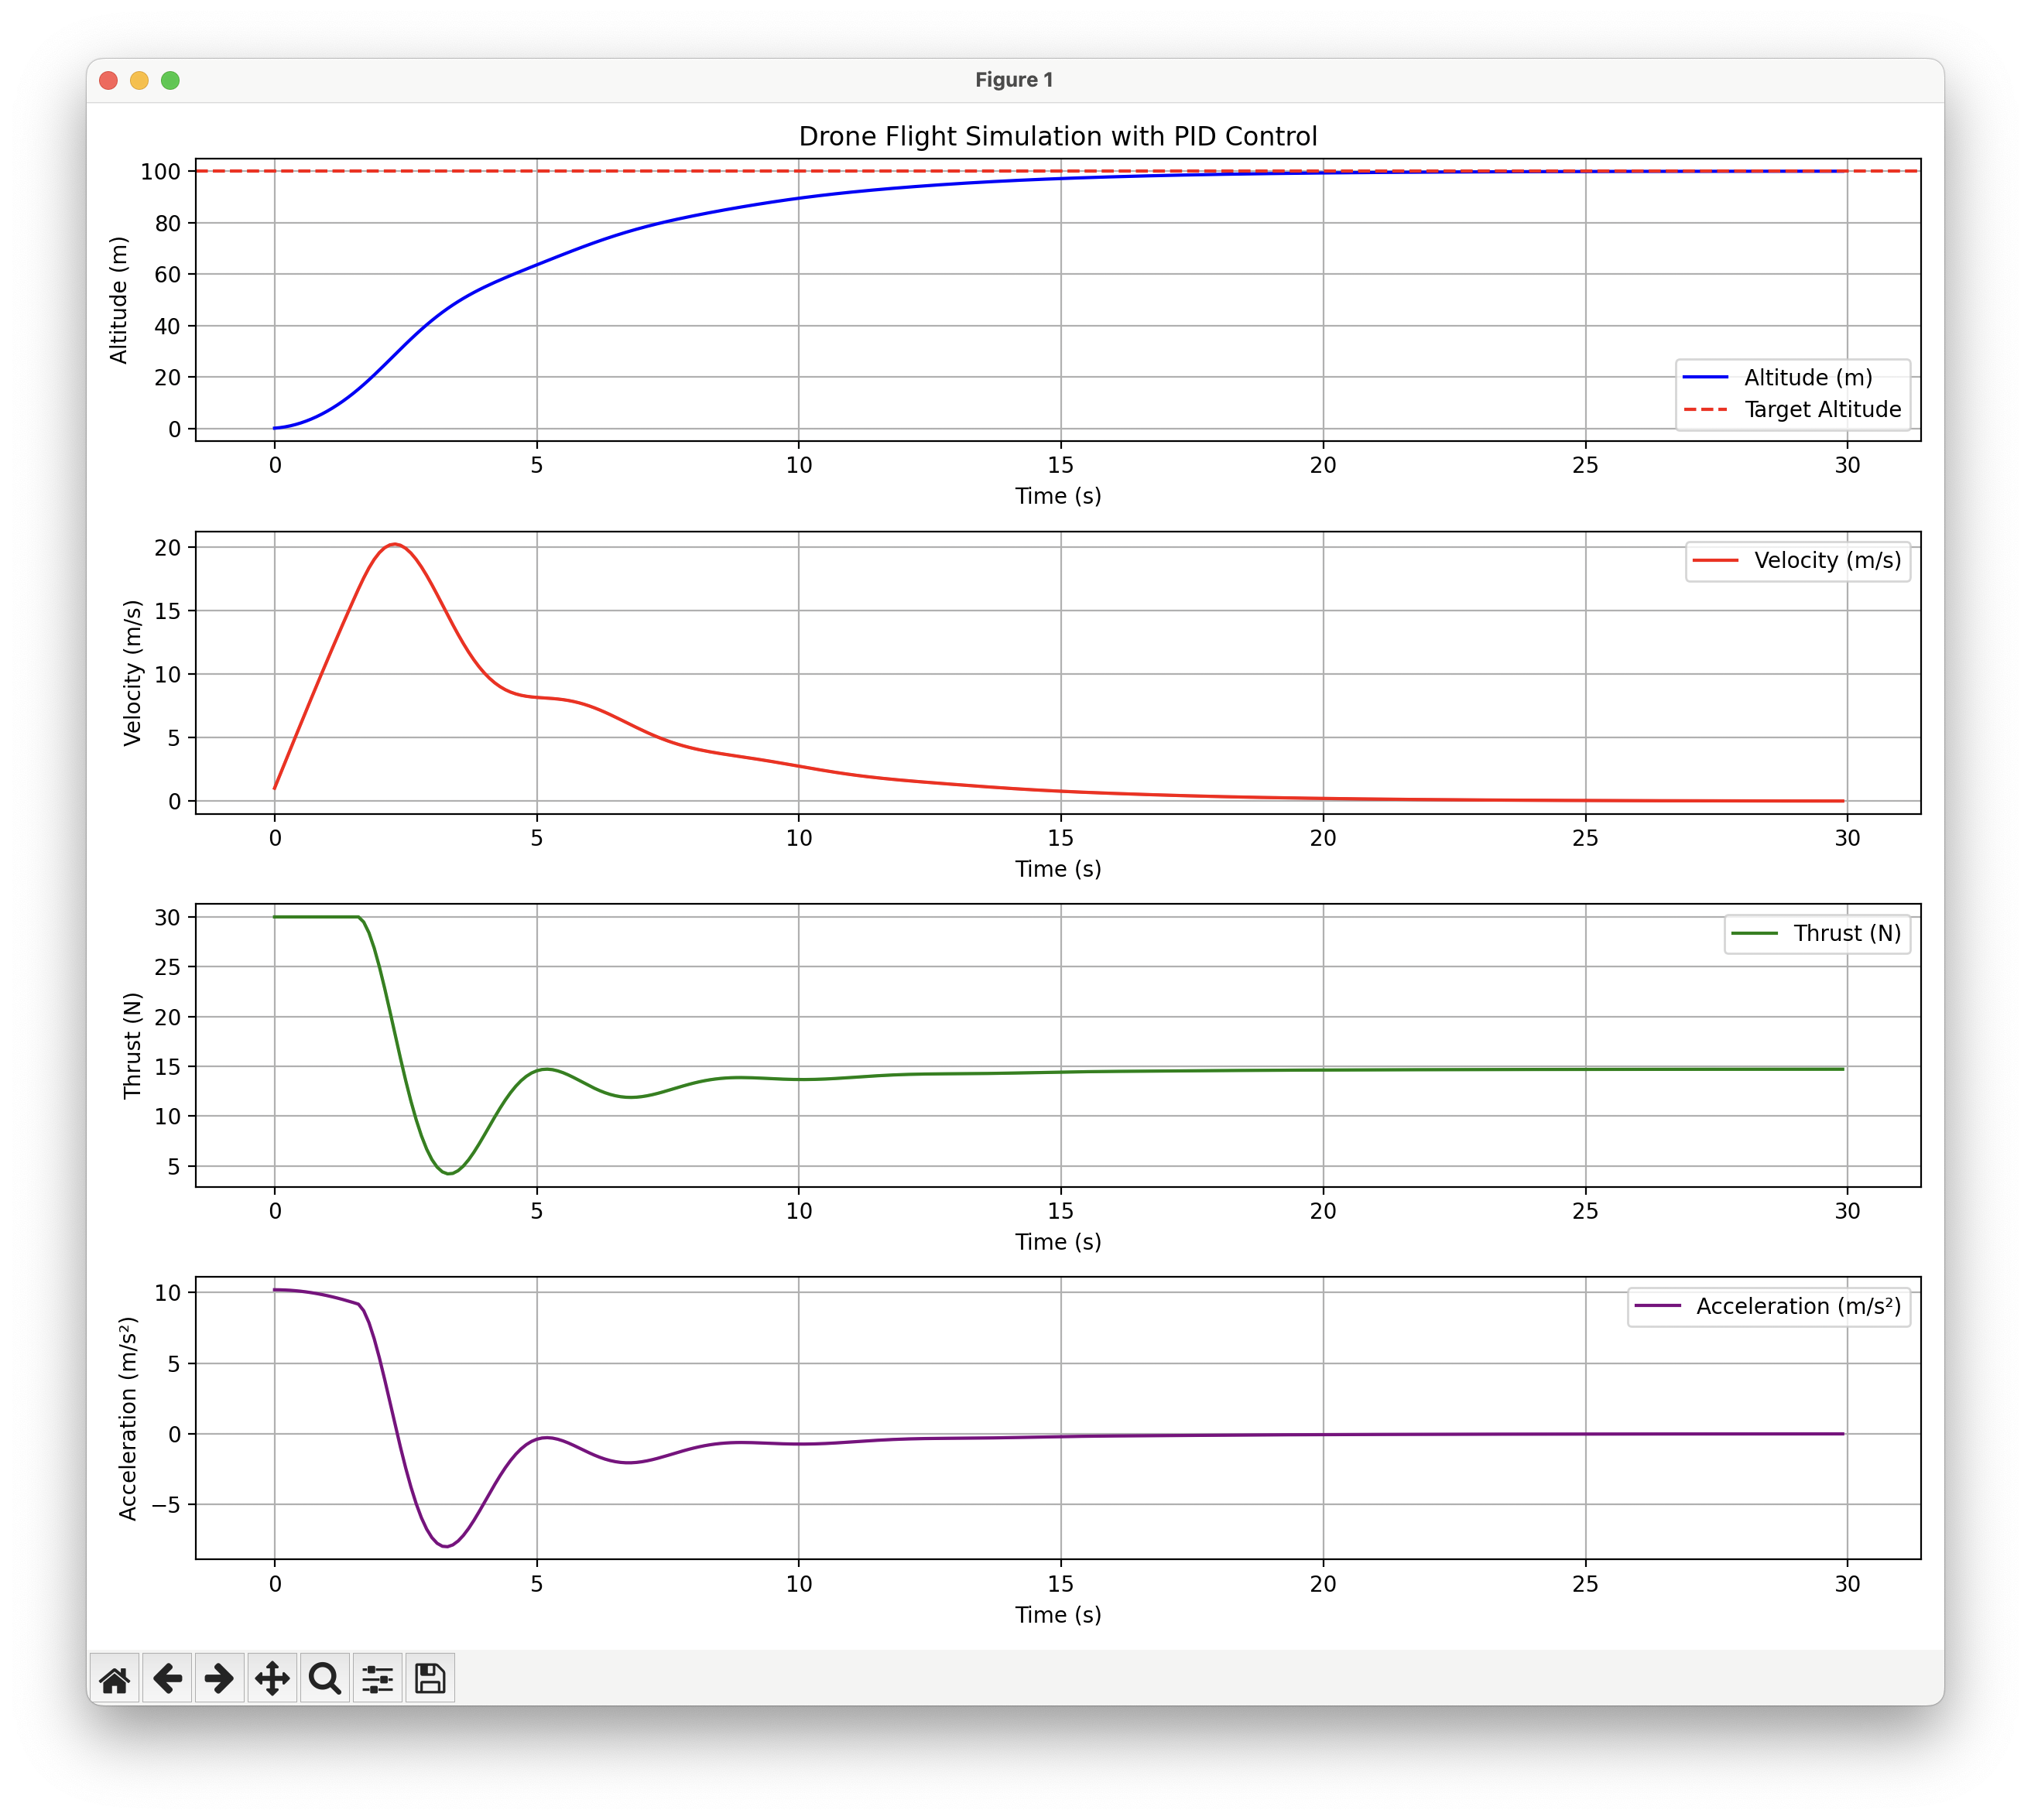 Figure 1
Drone Flight Simulation with PID Control
Altitude (m)
100
80
60
40
20
0
Altitude (m)
Target Altitude
0 5 10 15 20 25 30
Time (s)
Velocity (m/s)
20
15
10
5
0
Velocity (m/s)
0 5 10 15 20 25 30
Time (s)
Thrust (N)
30
25
20
15
10
5
Thrust (N)
0 5 10 15 20 25 30
Time (s)
Acceleration (m/s²)
10
5
0
−5
Acceleration (m/s²)
0 5 10 15 20 25 30
Time (s)